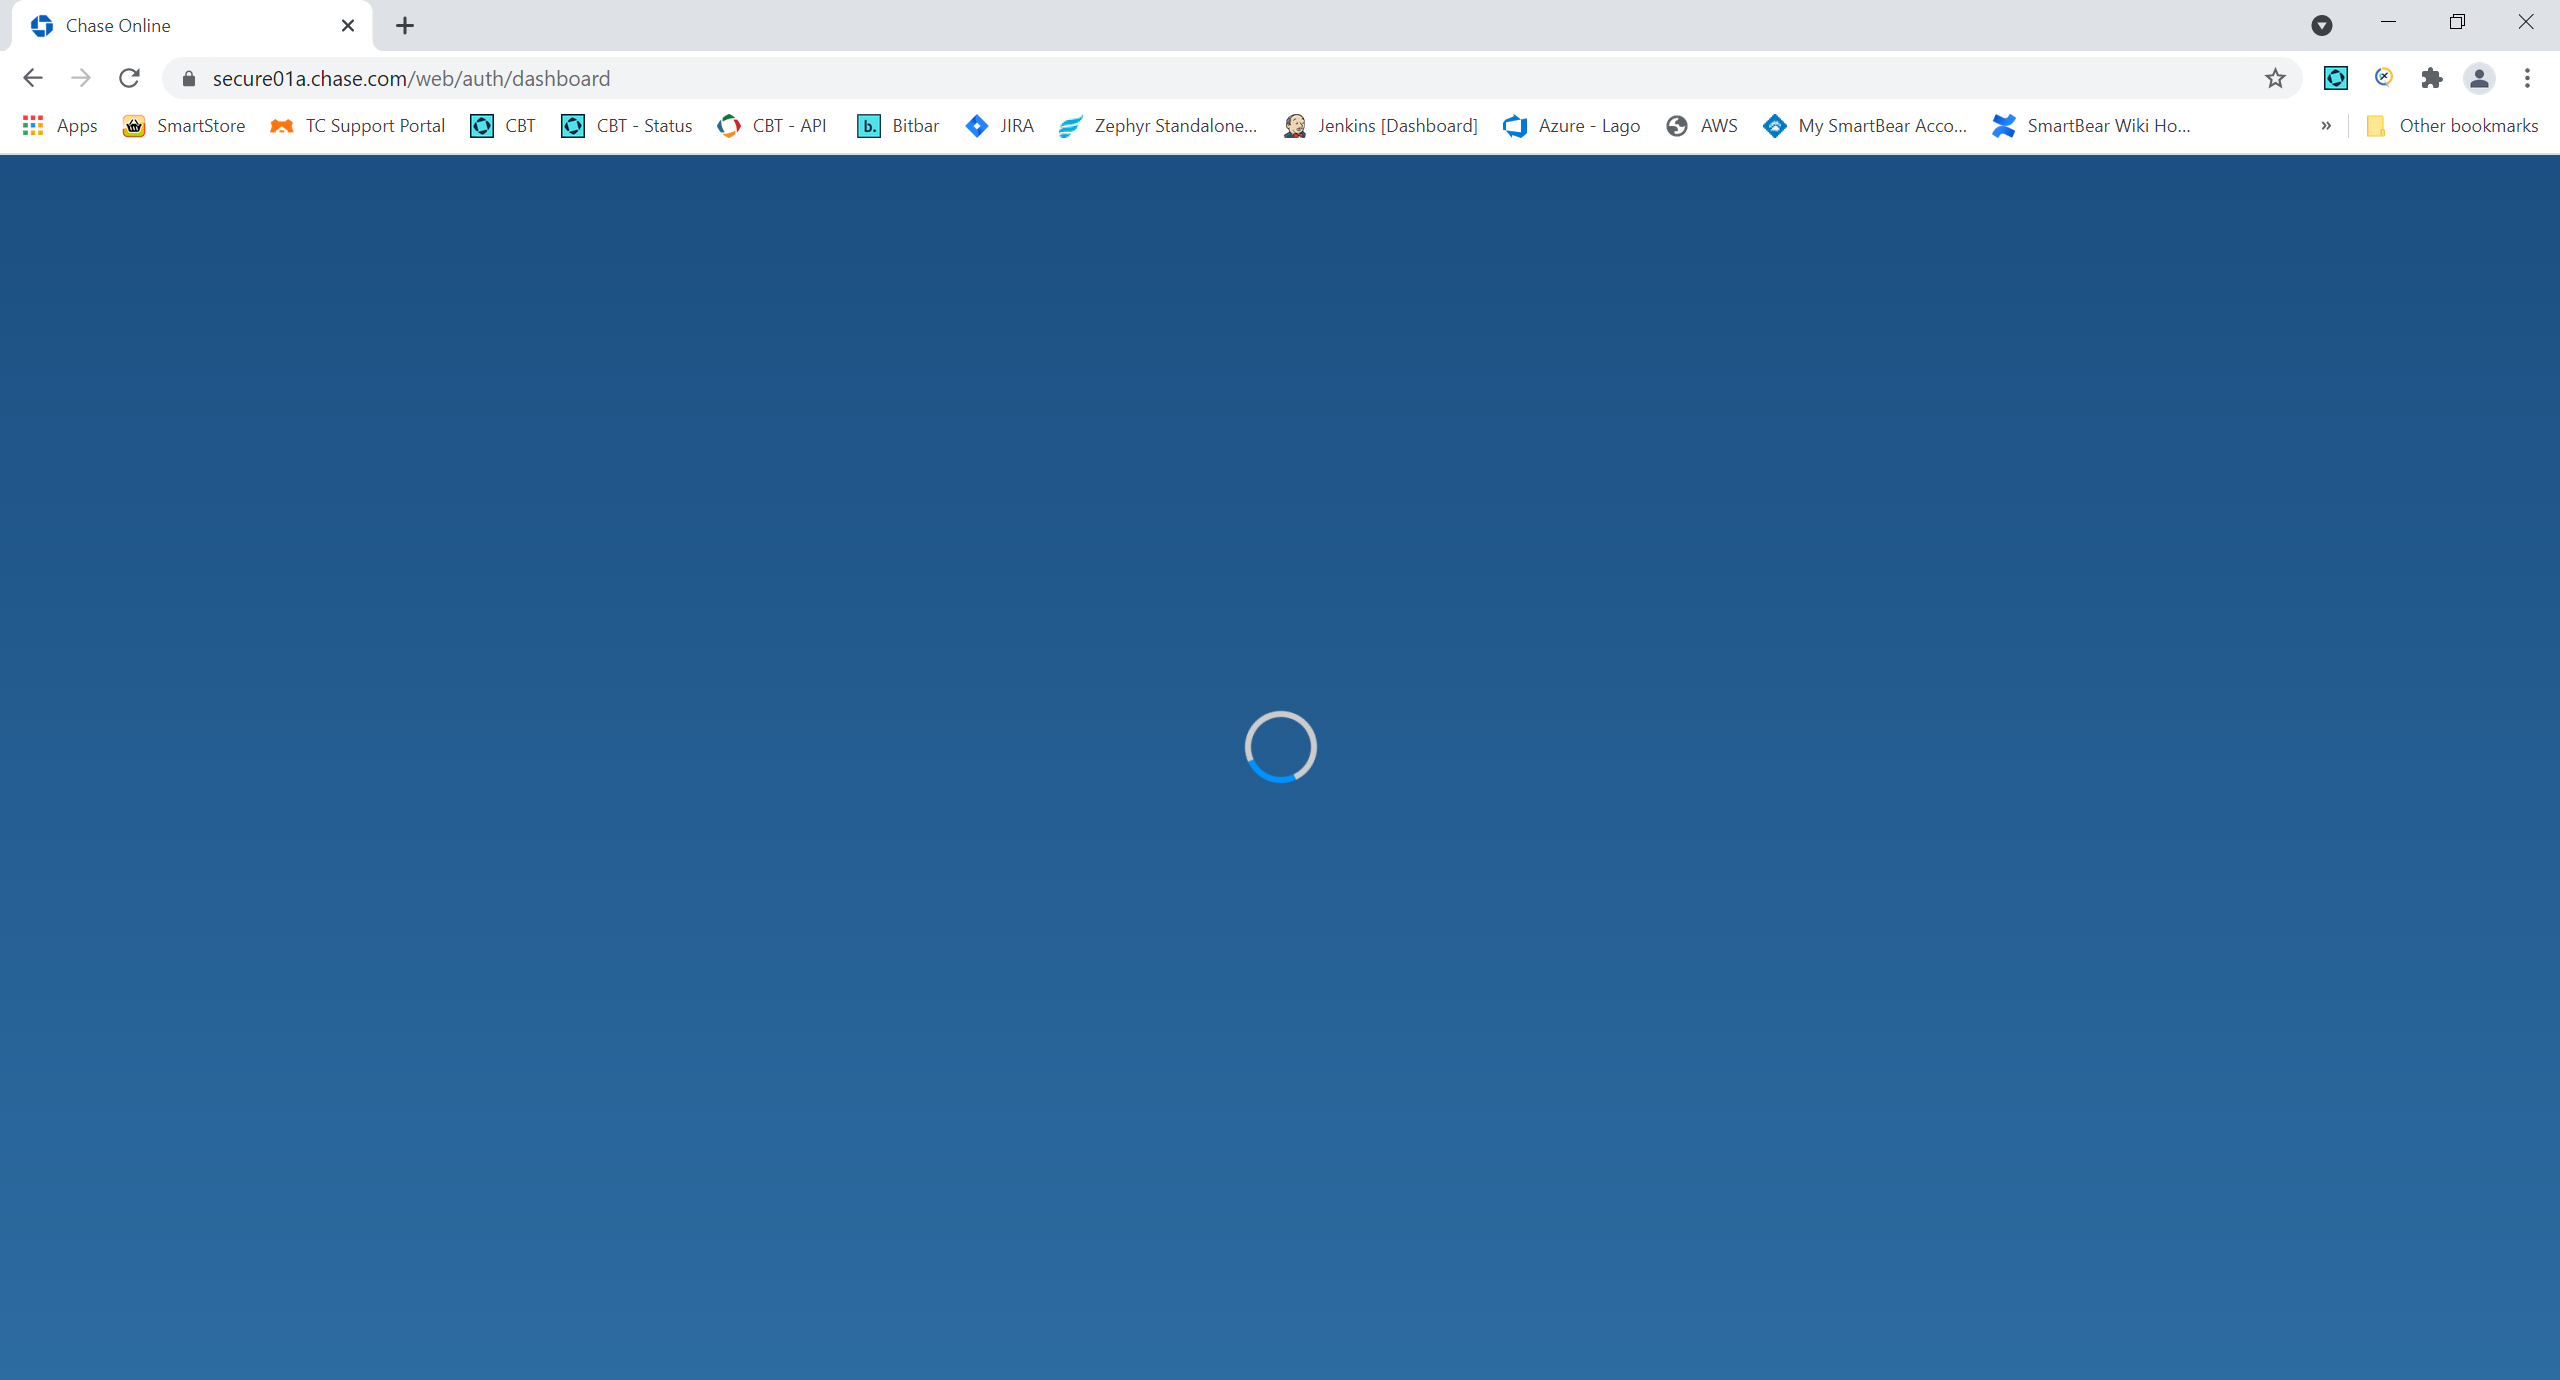 Chase Online
secure01a.chase.com/web/auth/dashboard
Apps SmartStore TC Support Portal CBT CBT - Status CBT - API b. Bitbar JIRA Zephyr Standalone... Jenkins [Dashboard] Azure - Lago AWS My SmartBear Acco... SmartBear Wiki Ho... » Other bookmarks